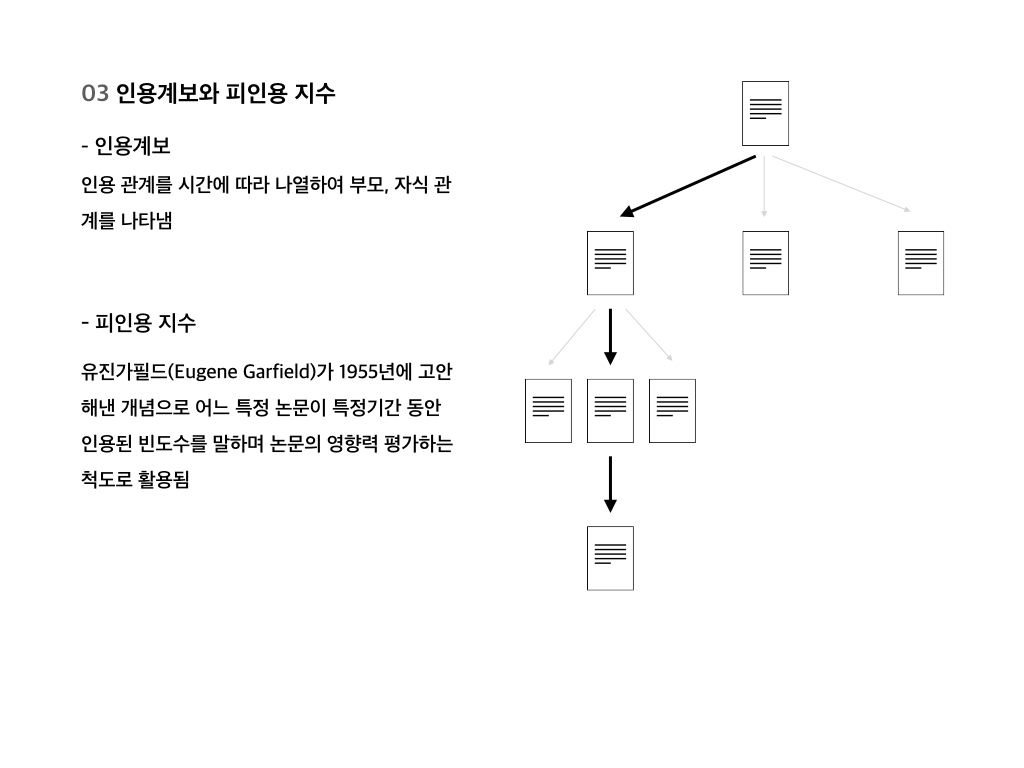 03 인용계보와 피인용 지수
- 인용계보
인용 관계를 시간에 따라 나열하여 부모, 자식 관
계를 나타냄
- 피인용 지수
유진가필드(Eugene Garfield)가 1955년에 고안
해낸 개념으로 어느 특정 논문이 특정기간 동안
인용된 빈도수를 말하며 논문의 영향력 평가하는
척도로 활용됨